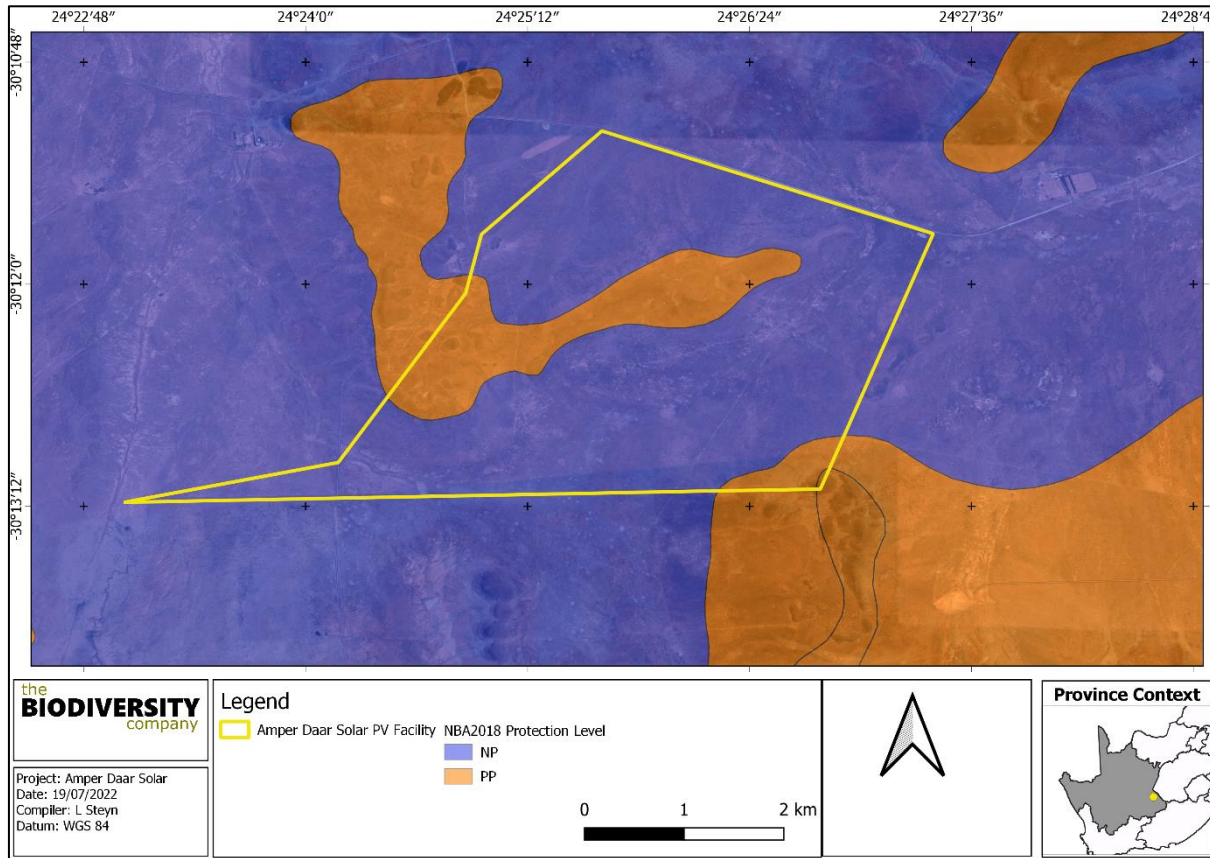 24°22′48″ 24°24′0″ 24°25′12″ 24°26′24″ 24°27′36″ 24°28′4
-30°10′48″
-30°12′0″
-30°13′12″
the
BIODIVERSITY
company
Project: Amper Daar Solar
Date: 19/07/2022
Compiler: L Steyn
Datum: WGS 84
Legend
Amper Daar Solar PV Facility NBA2018 Protection Level
NP
PP
0 1 2 km
Province Context